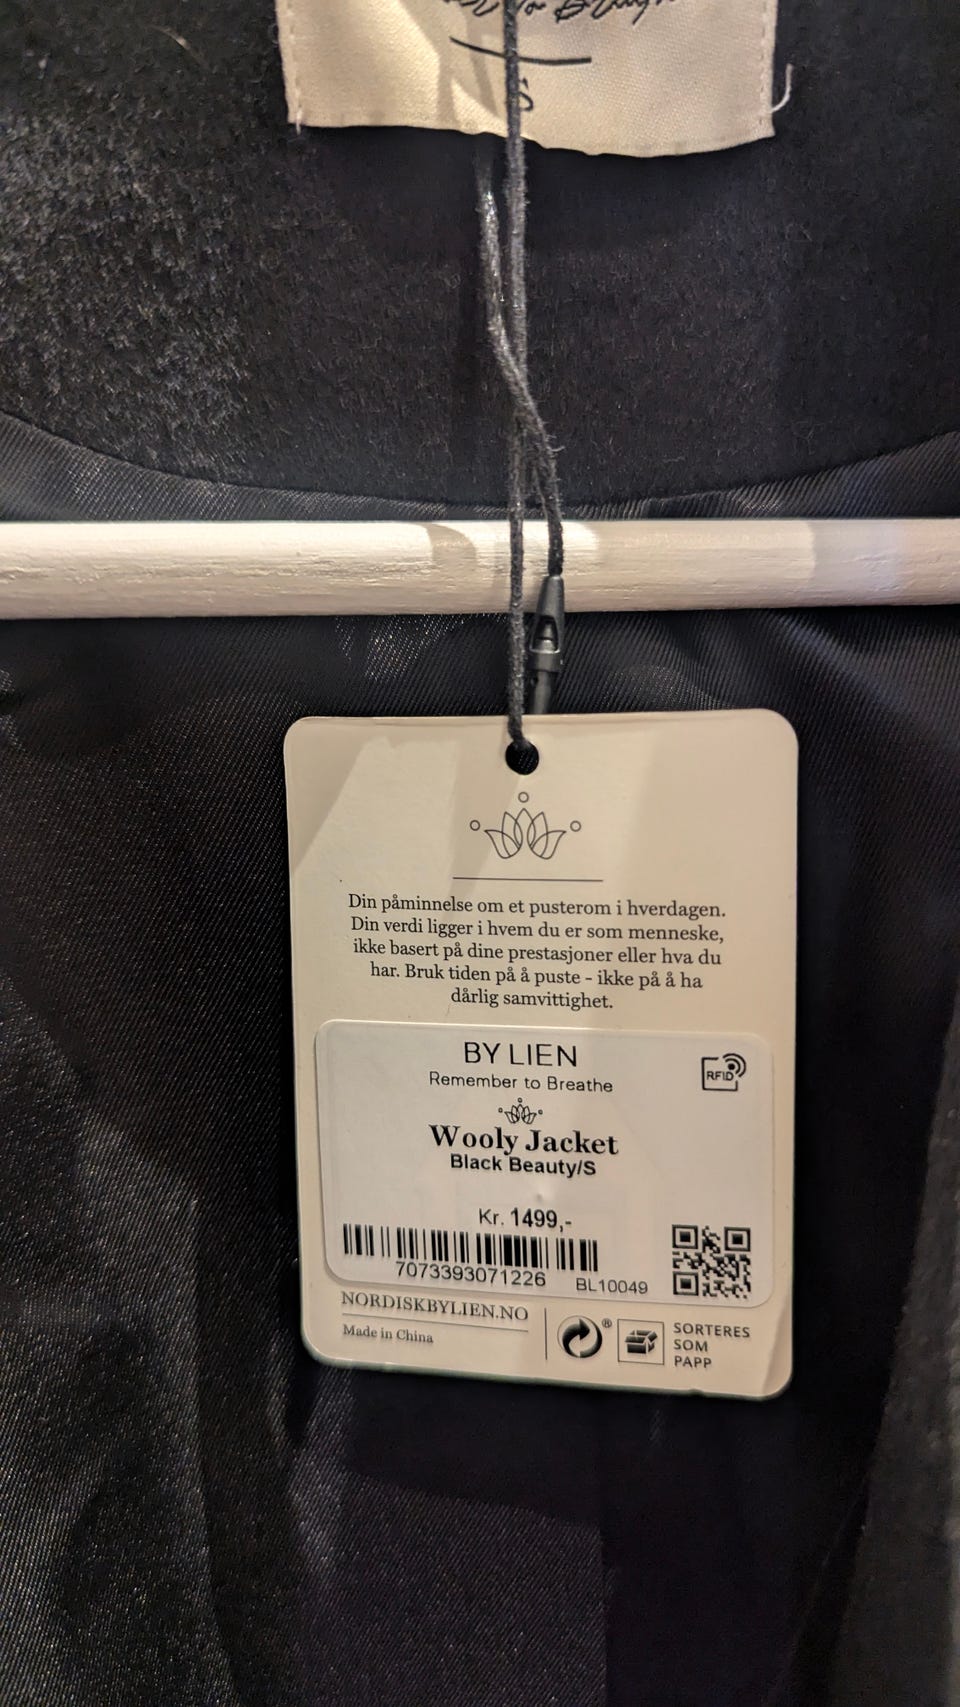 Din påminnelse om et pusterom i hverdagen.
Din verdi ligger i hvem du er som menneske,
ikke basert på dine prestasjoner eller hva du
har. Bruk tiden på å puste - ikke på å ha
dårlig samvittighet.
BY LIEN
Remember to Breathe
RFID
Wooly Jacket
Black Beauty/S
Kr. 1499,-
7073393071226 BL10049
NORDISKBYLIEN.NO
Made in China
®
SORTERES
SOM
PAPP